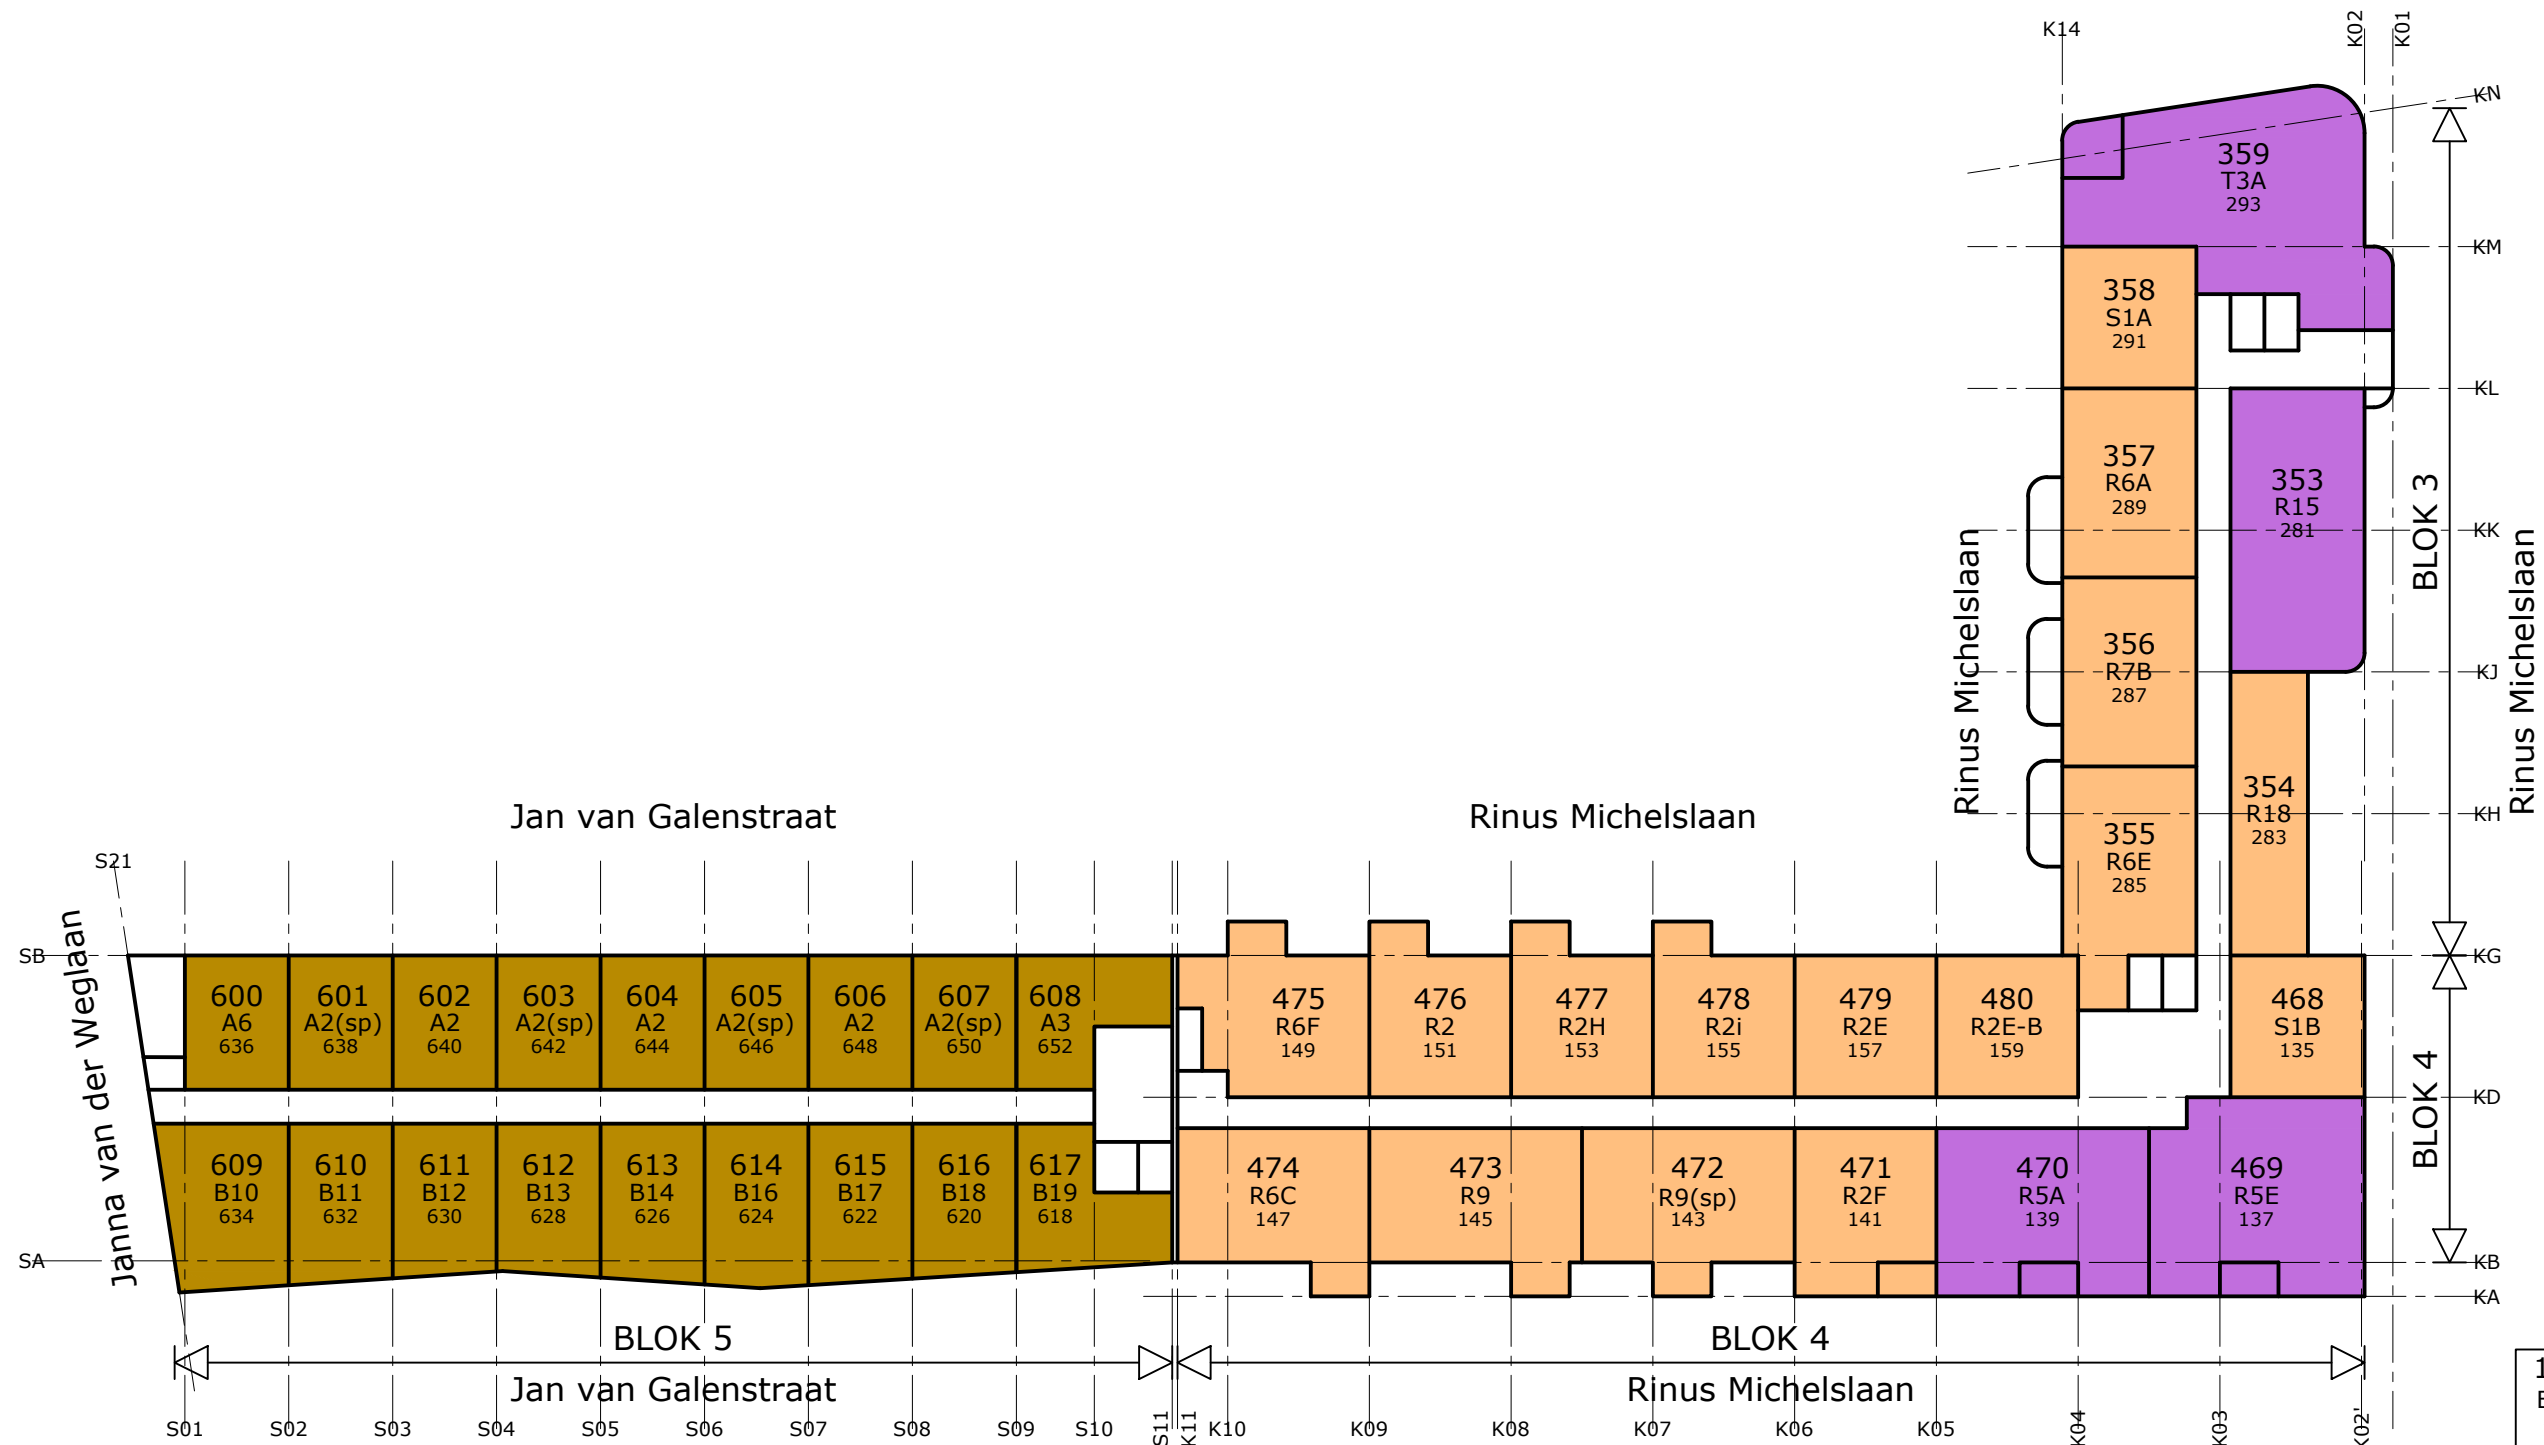 K14
K02
K01
KN
359
T3A
293
KM
358
S1A
291
KL
357
R6A
289
353
R15
281
KK
BLOK 3
Rinus Michelslaan
Rinus Michelslaan
356
R7B
287
KJ
354
R18
283
KH
355
R6E
285
Jan van Galenstraat
Rinus Michelslaan
S21
Janna van der Weglaan
SB
KG
600
A6
636
601
A2(sp)
638
602
A2
640
603
A2(sp)
642
604
A2
644
605
A2(sp)
646
606
A2
648
607
A2(sp)
650
608
A3
652
475
R6F
149
476
R2
151
477
R2H
153
478
R2i
155
479
R2E
157
480
R2E-B
159
468
S1B
135
KD
BLOK 4
609
B10
634
610
B11
632
611
B12
630
612
B13
628
613
B14
626
614
B16
624
615
B17
622
616
B18
620
617
B19
618
474
R6C
147
473
R9
145
472
R9(sp)
143
471
R2F
141
470
R5A
139
469
R5E
137
SA
KB
KA
BLOK 5
BLOK 4
Jan van Galenstraat
Rinus Michelslaan
S01
S02
S03
S04
S05
S06
S07
S08
S09
S10
S11
K11
K10
K09
K08
K07
K06
K05
K04
K03
K02'